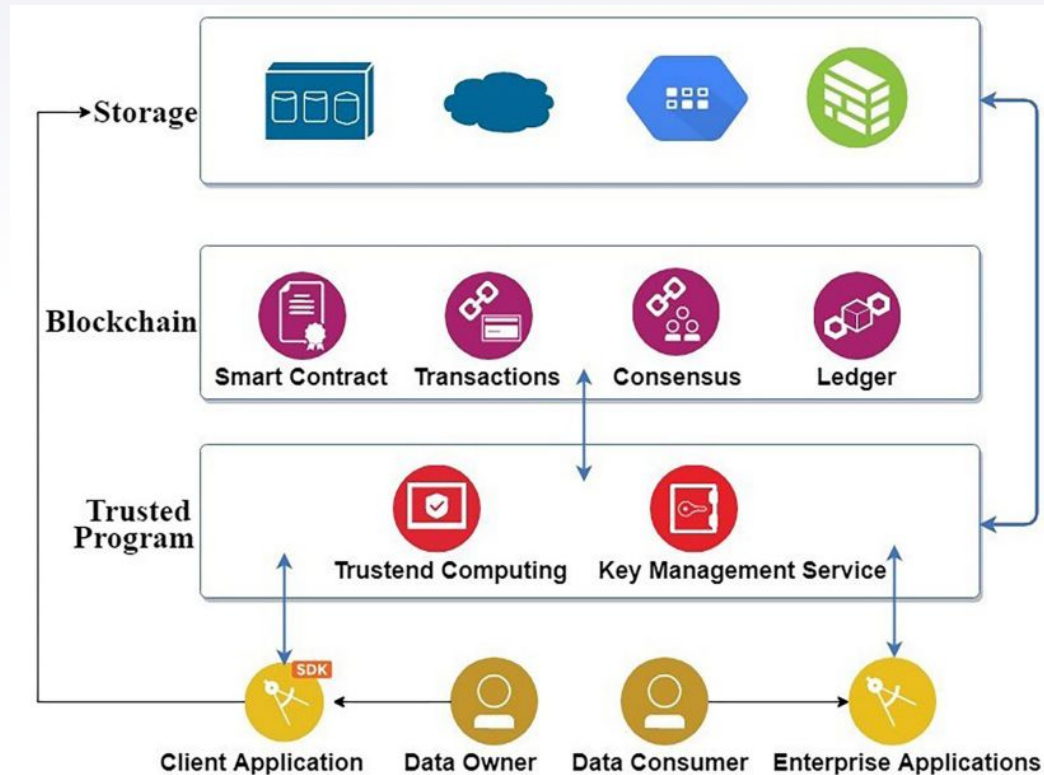 Storage
Blockchain
Smart Contract
Transactions
Consensus
Ledger
Trusted
Program
Trustend Computing
Key Management Service
SDK
Client Application
Data Owner
Data Consumer
Enterprise Applications